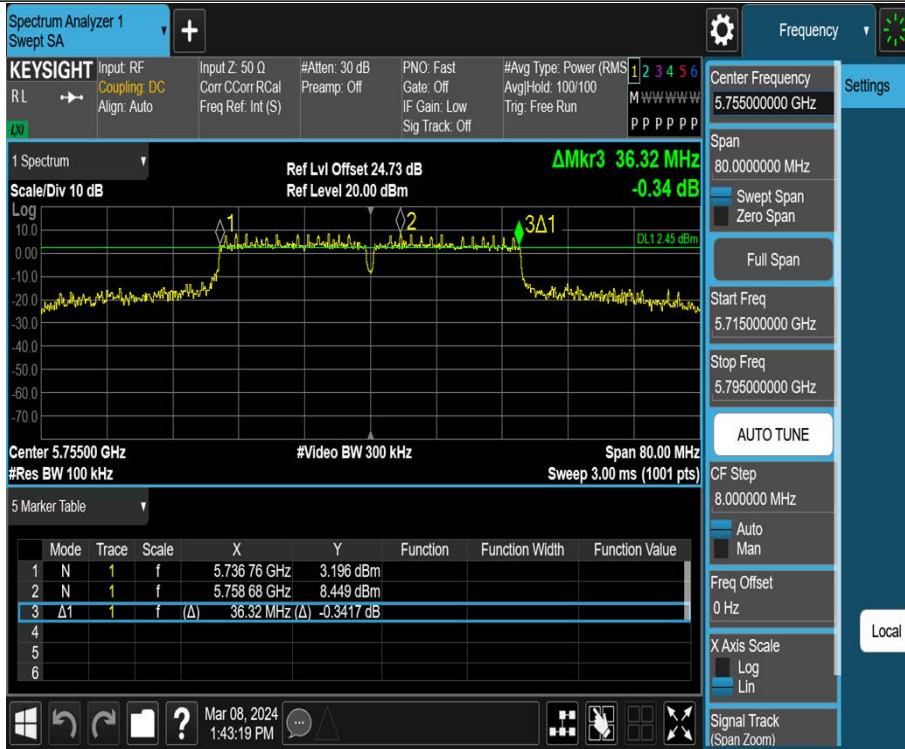 Spectrum Analyzer 1
Swept SA
+
Frequency
KEYSIGHT
RL
LXI
Input: RF
Coupling: DC
Align: Auto
Input Z: 50 Ω
Corr CCorr RCal
Freq Ref: Int (S)
#Atten: 30 dB
Preamp: Off
PNO: Fast
Gate: Off
IF Gain: Low
Sig Track: Off
#Avg Type: Power (RMS
Avg|Hold: 100/100
Trig: Free Run
1 2 3 4 5 6
M W W W W W
P P P P P P
1 Spectrum
Scale/Div 10 dB
Ref Lvl Offset 24.73 dB
Ref Level 20.00 dBm
ΔMkr3 36.32 MHz
-0.34 dB
Log
10.0
0.00
-10.0
-20.0
-30.0
-40.0
-50.0
-60.0
-70.0
1
2
3Δ1
DL1 2.45 dBm
Center 5.75500 GHz
#Video BW 300 kHz
Span 80.00 MHz
#Res BW 100 kHz
Sweep 3.00 ms (1001 pts)
5 Marker Table
Mode Trace Scale X Y Function Function Width Function Value
1 N 1 f 5.736 76 GHz 3.196 dBm
2 N 1 f 5.758 68 GHz 8.449 dBm
3 Δ1 1 f (Δ) 36.32 MHz (Δ) -0.3417 dB
4
5
6
?
Mar 08, 2024
1:43:19 PM
Center Frequency
5.755000000 GHz
Span
80.0000000 MHz
Swept Span
Zero Span
Full Span
Start Freq
5.715000000 GHz
Stop Freq
5.795000000 GHz
AUTO TUNE
CF Step
8.000000 MHz
Auto
Man
Freq Offset
0 Hz
X Axis Scale
Log
Lin
Signal Track
(Span Zoom)
Settings
Local